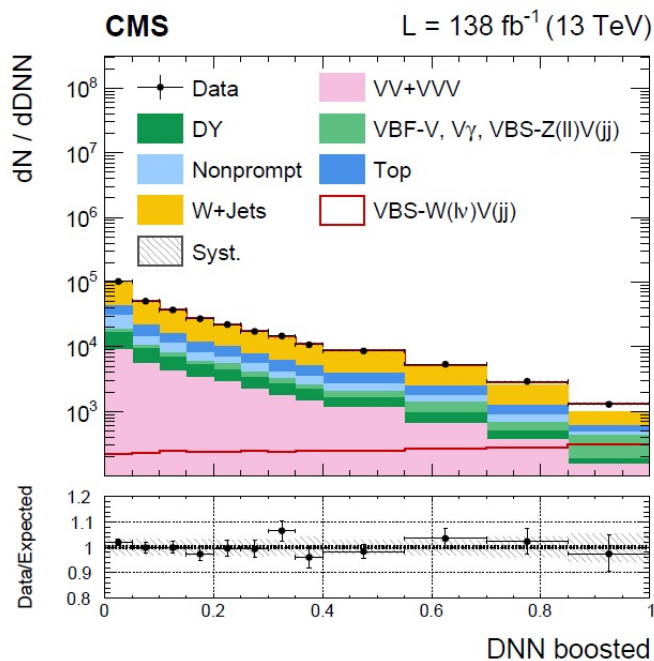 CMS L = 138 fb⁻¹ (13 TeV)
dN / dDNN
10⁸
10⁷
10⁶
10⁵
10⁴
10³
Data VV+VVV
DY VBF-V, Vγ, VBS-Z(ll)V(jj)
Nonprompt Top
W+Jets VBS-W(lν)V(jj)
Syst.
Data/Expected
1.2
1.1
1
0.9
0.8
0 0.2 0.4 0.6 0.8 1
DNN boosted